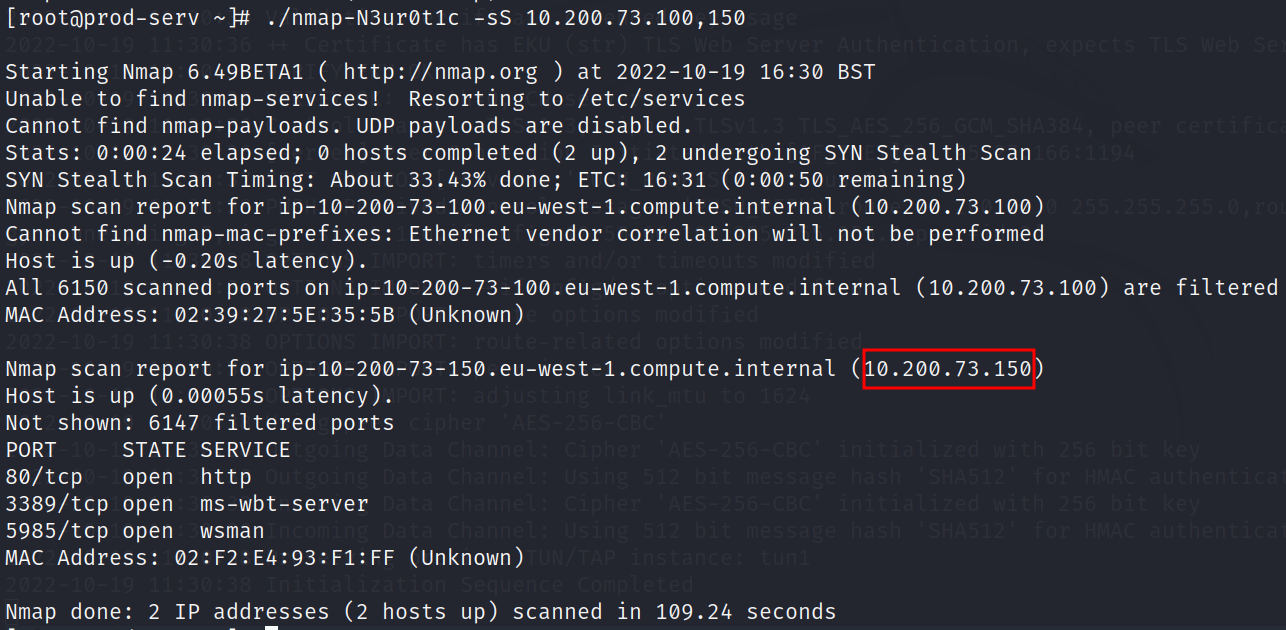 [root@prod-serv ~]# ./nmap-N3ur0t1c -sS 10.200.73.100,150
Starting Nmap 6.49BETA1 ( http://nmap.org ) at 2022-10-19 16:30 BST
Unable to find nmap-services!  Resorting to /etc/services
Cannot find nmap-payloads. UDP payloads are disabled.
Stats: 0:00:24 elapsed; 0 hosts completed (2 up), 2 undergoing SYN Stealth Scan
SYN Stealth Scan Timing: About 33.43% done; ETC: 16:31 (0:00:50 remaining)
Nmap scan report for ip-10-200-73-100.eu-west-1.compute.internal (10.200.73.100)
Cannot find nmap-mac-prefixes: Ethernet vendor correlation will not be performed
Host is up (-0.20s latency).
All 6150 scanned ports on ip-10-200-73-100.eu-west-1.compute.internal (10.200.73.100) are filtered
MAC Address: 02:39:27:5E:35:5B (Unknown)
Nmap scan report for ip-10-200-73-150.eu-west-1.compute.internal (10.200.73.150)
Host is up (0.00055s latency).
Not shown: 6147 filtered ports
PORT     STATE SERVICE
80/tcp   open  http
3389/tcp open  ms-wbt-server
5985/tcp open  wsman
MAC Address: 02:F2:E4:93:F1:FF (Unknown)
Nmap done: 2 IP addresses (2 hosts up) scanned in 109.24 seconds